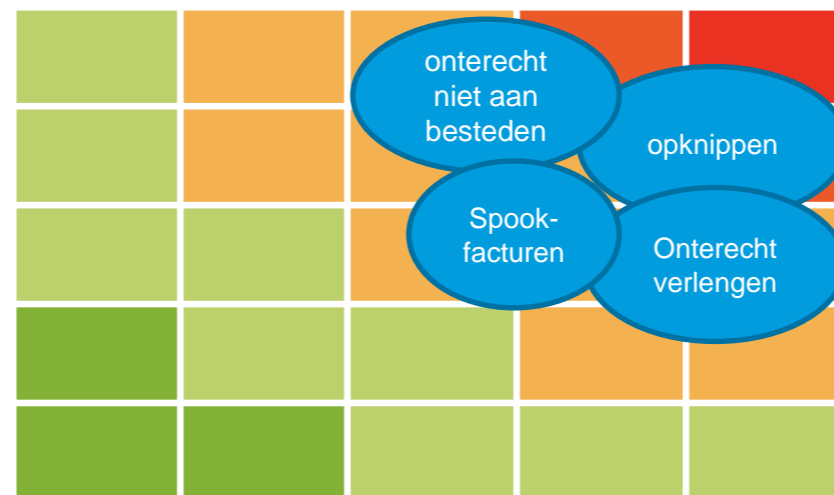 onterecht
niet aan
besteden
opknippen
Spook-
facturen
Onterecht
verlengen